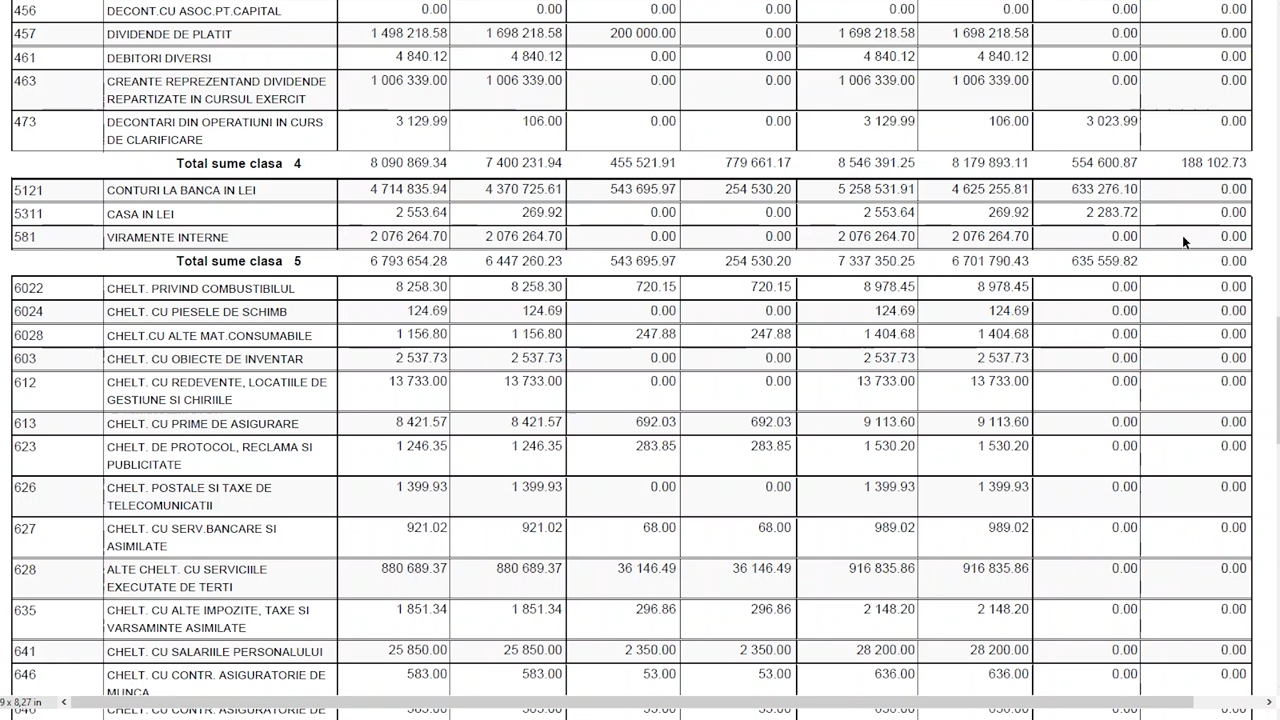 456 DECONT.CU ASOC.PT.CAPITAL 0.00 0.00 0.00 0.00 0.00 0.00 0.00 0.00
457 DIVIDENDE DE PLATIT 1 498 218.58 1 698 218.58 200 000.00 0.00 1 698 218.58 1 698 218.58 0.00 0.00
461 DEBITORI DIVERSI 4 840.12 4 840.12 0.00 0.00 4 840.12 4 840.12 0.00 0.00
463 CREANTE REPREZENTAND DIVIDENDE 1 006 339.00 1 006 339.00 0.00 0.00 1 006 339.00 1 006 339.00 0.00 0.00
REPARTIZATE IN CURSUL EXERCIT
473 DECONTARI DIN OPERATIUNI IN CURS 3 129.99 106.00 0.00 0.00 3 129.99 106.00 3 023.99 0.00
DE CLARIFICARE
Total sume clasa 4 8 090 869.34 7 400 231.94 455 521.91 779 661.17 8 546 391.25 8 179 893.11 554 600.87 188 102.73
5121 CONTURI LA BANCA IN LEI 4 714 835.94 4 370 725.61 543 695.97 254 530.20 5 258 531.91 4 625 255.81 633 276.10 0.00
5311 CASA IN LEI 2 553.64 269.92 0.00 0.00 2 553.64 269.92 2 283.72 0.00
581 VIRAMENTE INTERNE 2 076 264.70 2 076 264.70 0.00 0.00 2 076 264.70 2 076 264.70 0.00 0.00
Total sume clasa 5 6 793 654.28 6 447 260.23 543 695.97 254 530.20 7 337 350.25 6 701 790.43 635 559.82 0.00
6022 CHELT. PRIVIND COMBUSTIBILUL 8 258.30 8 258.30 720.15 720.15 8 978.45 8 978.45 0.00 0.00
6024 CHELT. CU PIESELE DE SCHIMB 124.69 124.69 0.00 0.00 124.69 124.69 0.00 0.00
6028 CHELT.CU ALTE MAT.CONSUMABILE 1 156.80 1 156.80 247.88 247.88 1 404.68 1 404.68 0.00 0.00
603 CHELT. CU OBIECTE DE INVENTAR 2 537.73 2 537.73 0.00 0.00 2 537.73 2 537.73 0.00 0.00
612 CHELT. CU REDEVENTE, LOCATIILE DE 13 733.00 13 733.00 0.00 0.00 13 733.00 13 733.00 0.00 0.00
GESTIUNE SI CHIRIILE
613 CHELT. CU PRIME DE ASIGURARE 8 421.57 8 421.57 692.03 692.03 9 113.60 9 113.60 0.00 0.00
623 CHELT. DE PROTOCOL, RECLAMA SI 1 246.35 1 246.35 283.85 283.85 1 530.20 1 530.20 0.00 0.00
PUBLICITATE
626 CHELT. POSTALE SI TAXE DE 1 399.93 1 399.93 0.00 0.00 1 399.93 1 399.93 0.00 0.00
TELECOMUNICATII
627 CHELT. CU SERV.BANCARE SI 921.02 921.02 68.00 68.00 989.02 989.02 0.00 0.00
ASIMILATE
628 ALTE CHELT. CU SERVICIILE 880 689.37 880 689.37 36 146.49 36 146.49 916 835.86 916 835.86 0.00 0.00
EXECUTATE DE TERTI
635 CHELT. CU ALTE IMPOZITE, TAXE SI 1 851.34 1 851.34 296.86 296.86 2 148.20 2 148.20 0.00 0.00
VARSAMINTE ASIMILATE
641 CHELT. CU SALARIILE PERSONALULUI 25 850.00 25 850.00 2 350.00 2 350.00 28 200.00 28 200.00 0.00 0.00
646 CHELT. CU CONTR. ASIGURATORIE DE 583.00 583.00 53.00 53.00 636.00 636.00 0.00 0.00
MUNCA
9 x 8,27 in